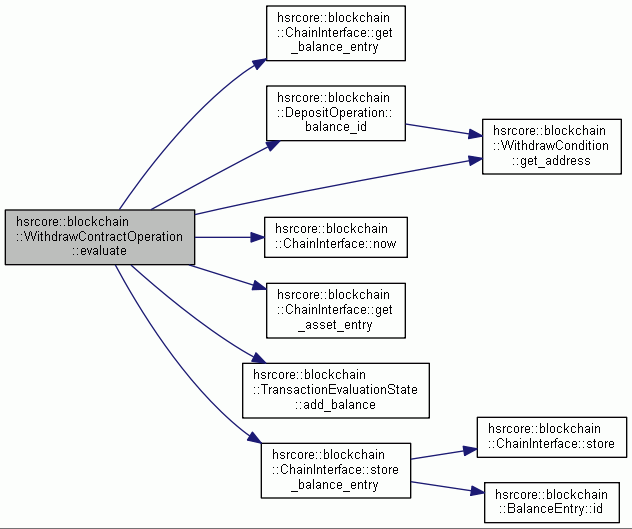 hsrcore::blockchain
::ChainInterface::get
_balance_entry
hsrcore::blockchain
::DepositOperation::
balance_id
hsrcore::blockchain
::WithdrawCondition
::get_address
hsrcore::blockchain
::WithdrawContractOperation
::evaluate
hsrcore::blockchain
::ChainInterface::now
hsrcore::blockchain
::ChainInterface::get
_asset_entry
hsrcore::blockchain
::TransactionEvaluationState
::add_balance
hsrcore::blockchain
::ChainInterface::store
_balance_entry
hsrcore::blockchain
::ChainInterface::store
hsrcore::blockchain
::BalanceEntry::id